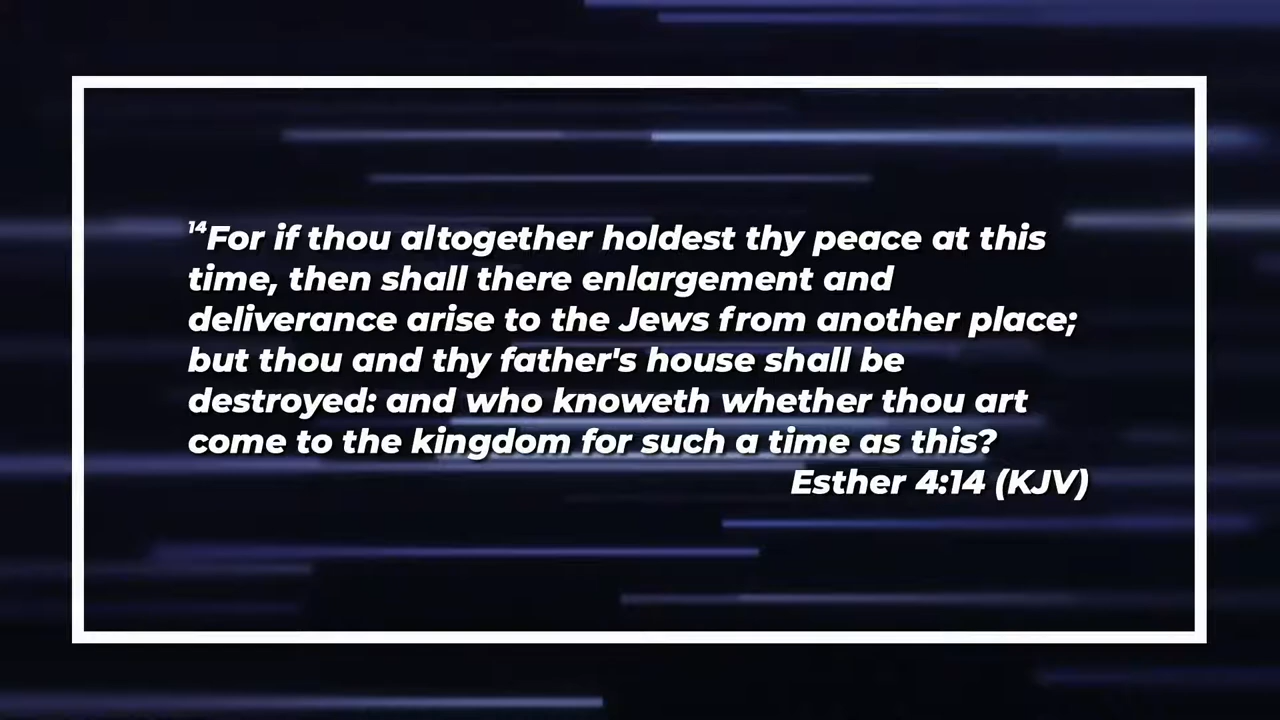 ¹⁴For if thou altogether holdest thy peace at this
time, then shall there enlargement and
deliverance arise to the Jews from another place;
but thou and thy father's house shall be
destroyed: and who knoweth whether thou art
come to the kingdom for such a time as this?
Esther 4:14 (KJV)